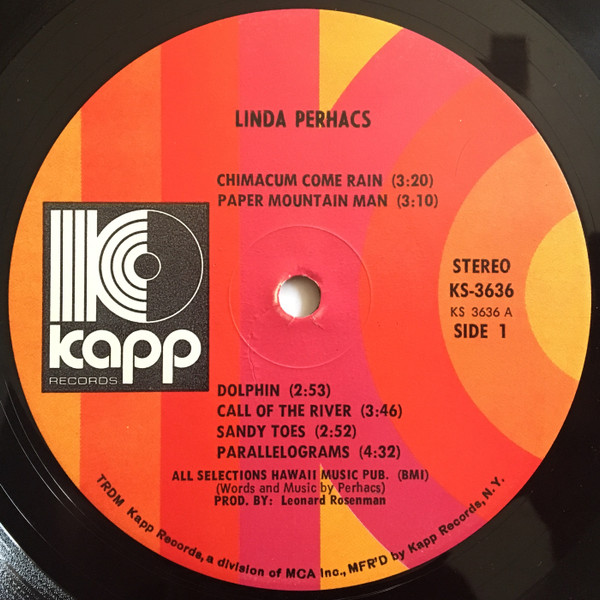 LINDA PERHACS
CHIMACUM COME RAIN (3:20)
PAPER MOUNTAIN MAN (3:10)
kapp
RECORDS
STEREO
KS-3636
KS 3636 A
SIDE 1
DOLPHIN (2:53)
CALL OF THE RIVER (3:46)
SANDY TOES (2:52)
PARALLELOGRAMS (4:32)
ALL SELECTIONS HAWAII MUSIC PUB. (BMI)
(Words and Music by Perhacs)
PROD. BY: Leonard Rosenman
TRDM Kapp Records, a division of MCA Inc., MFR'D by Kapp Records, N.Y.